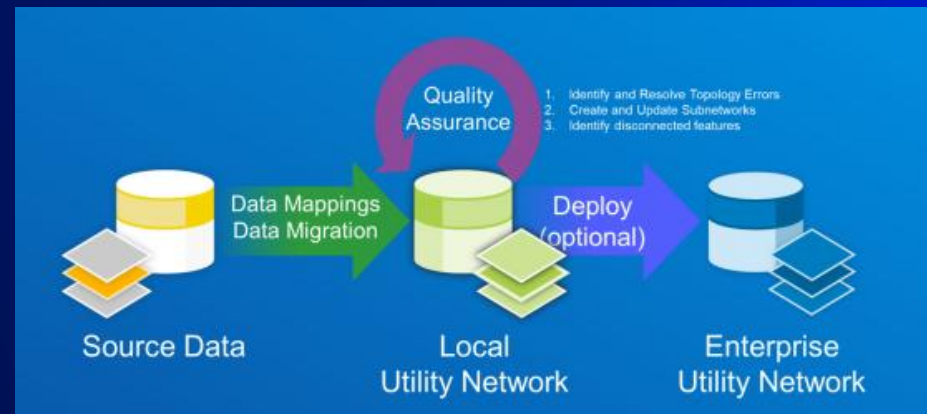 Quality
Assurance
1. Identify and Resolve Topology Errors
2. Create and Update Subnetworks
3. Identify disconnected features
Data Mappings
Data Migration
Deploy
(optional)
Source Data
Local
Utility Network
Enterprise
Utility Network